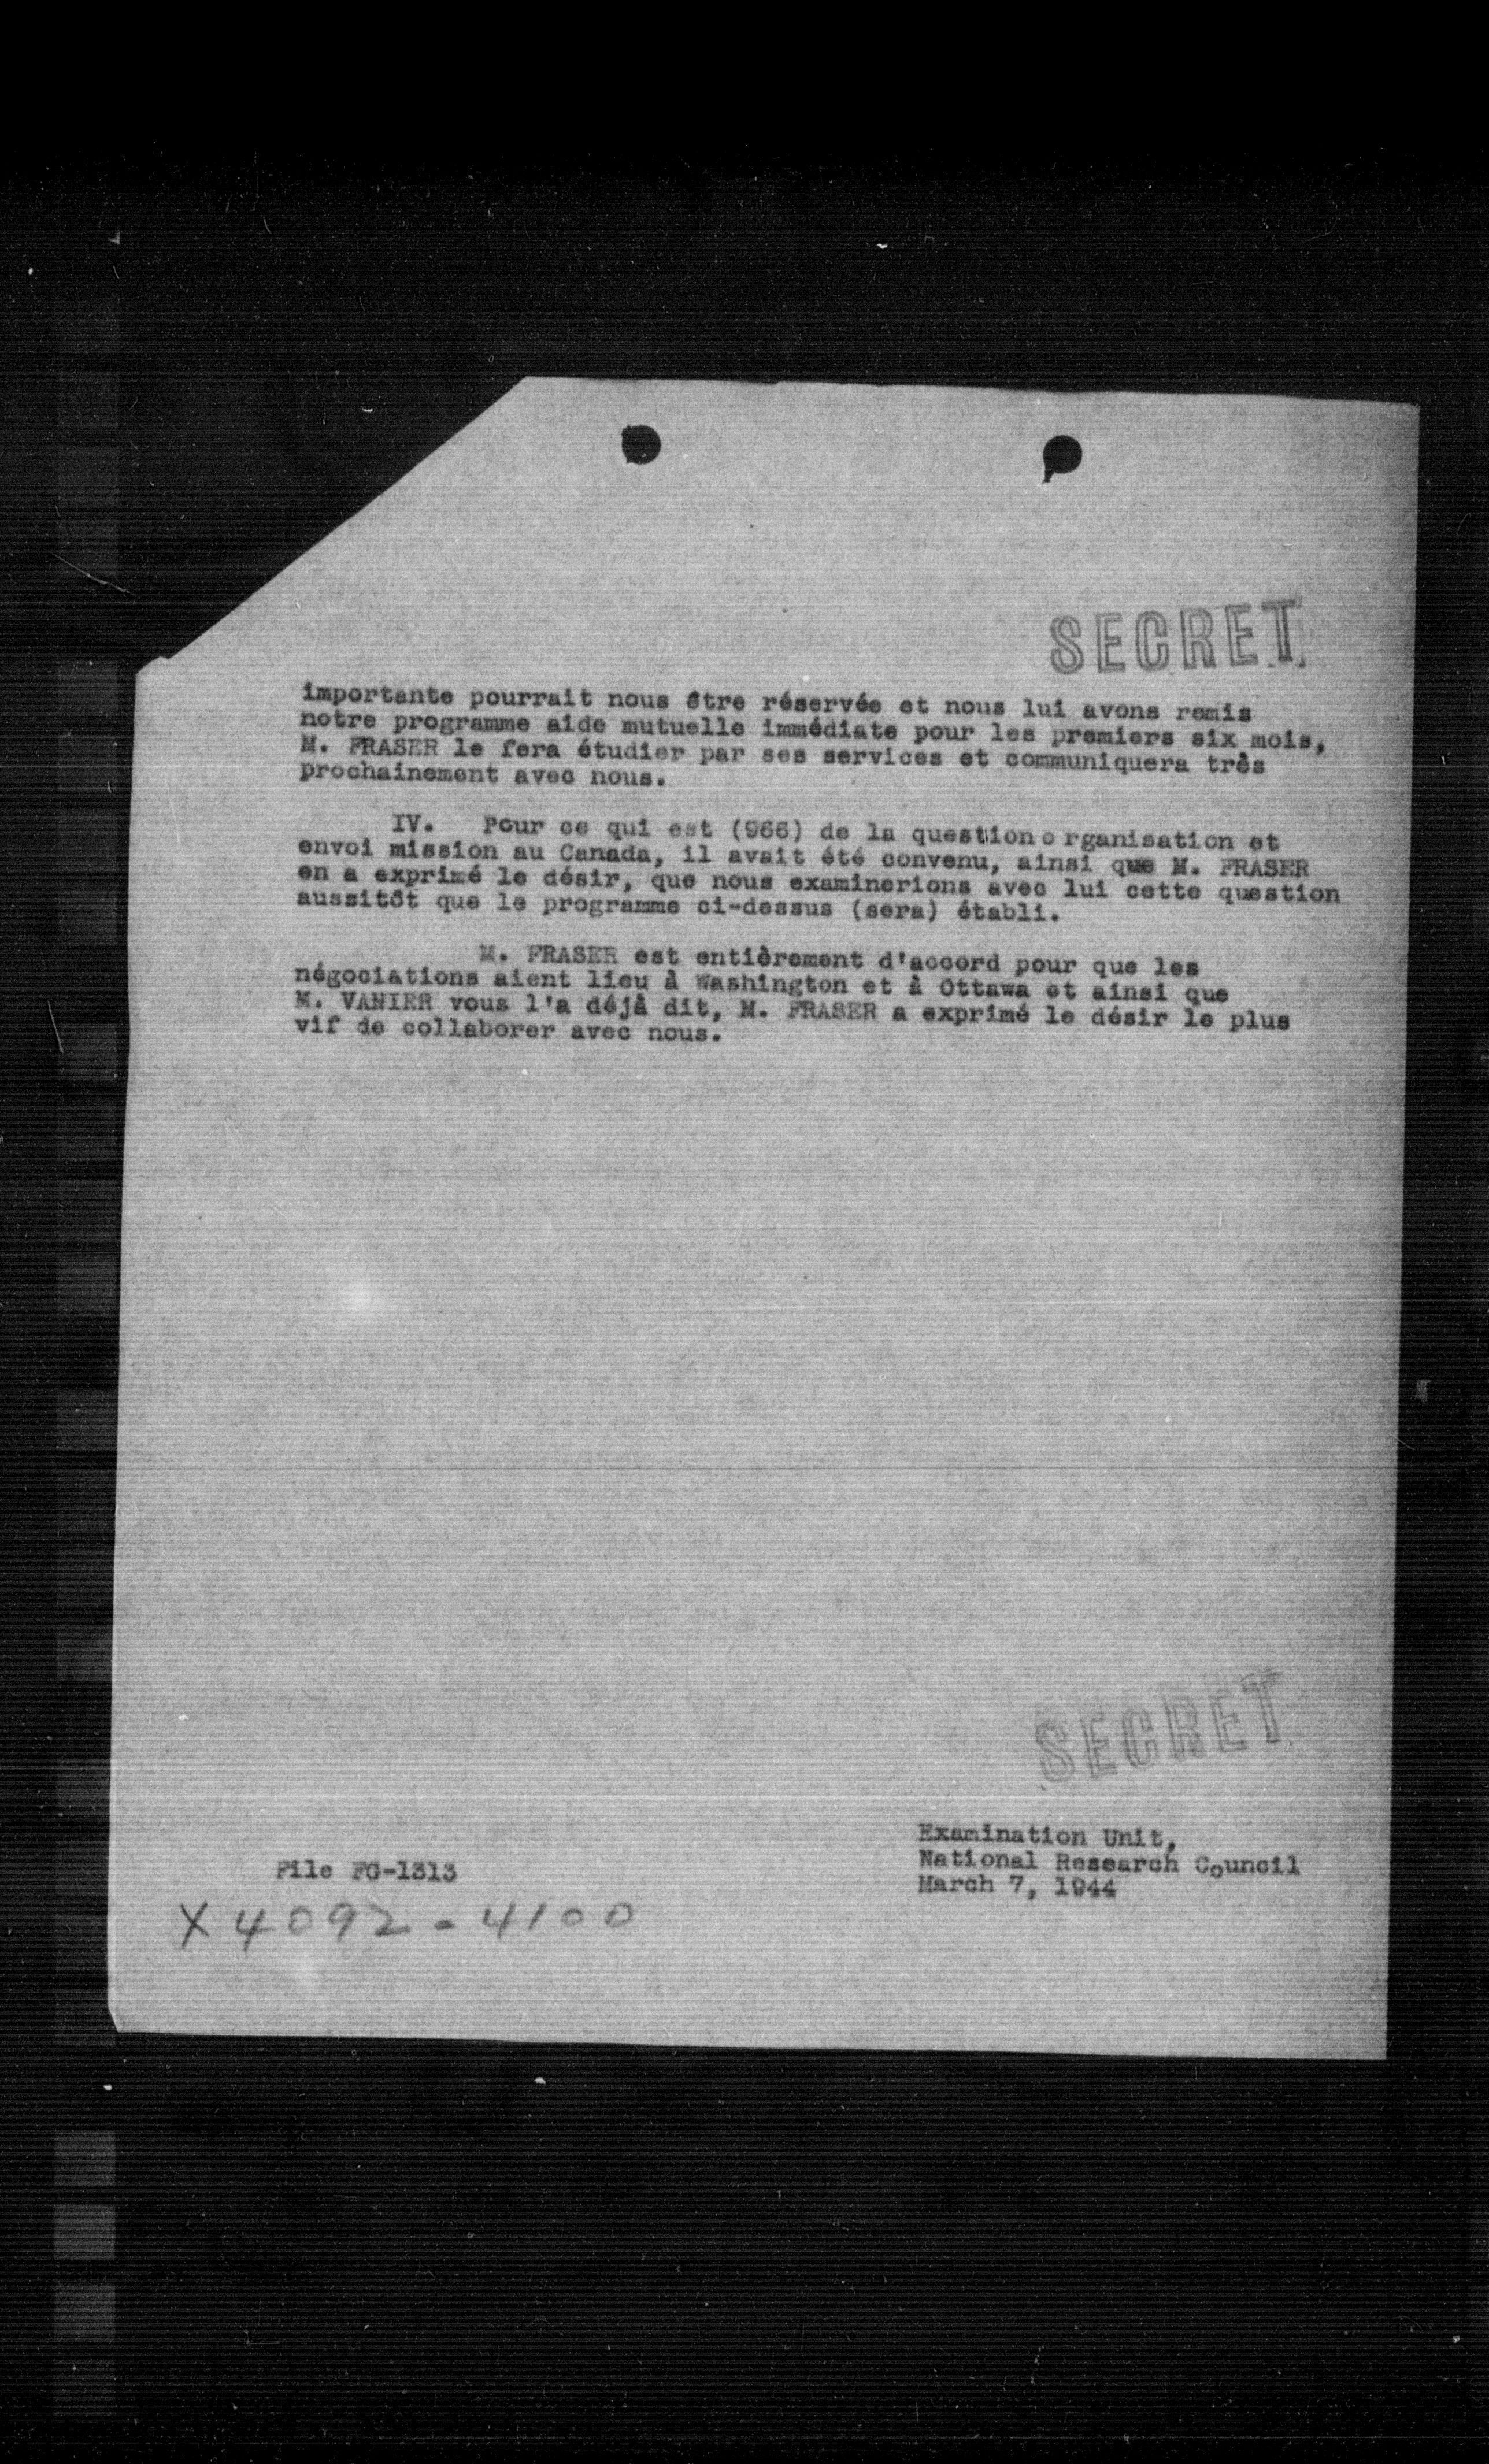 SECRET
importante pourrait nous être réservée et nous lui avons remis
notre programme aide mutuelle immédiate pour les premiers six mois,
M. FRASER le fera étudier par ses services et communiquera très
prochainement avec nous.
IV. Pour ce qui est (966) de la question o rganisation et
envoi mission au Canada, il avait été convenu, ainsi que M. FRASER
en a exprimé le désir, que nous examinerions avec lui cette question
aussitôt que le programme ci-dessus (sera) établi.
M. FRASER est entièrement d'accord pour que les
négociations aient lieu à Washington et à Ottawa et ainsi que
M. VANIER vous l'a déjà dit, M. FRASER a exprimé le désir le plus
vif de collaborer avec nous.
SECRET
Examination Unit,
National Research Council
March 7, 1944
File FG-1313
X 4092 - 4100